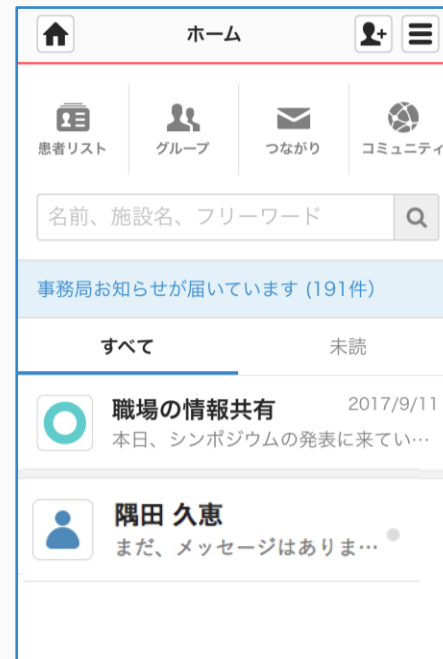 ホーム
患者リスト グループ つながり コミュニティ
名前、施設名、フリーワード
事務局お知らせが届いています (191件)
すべて 未読
職場の情報共有 2017/9/11
本日、シンポジウムの発表に来てい…
隅田 久恵
まだ、メッセージはありま…